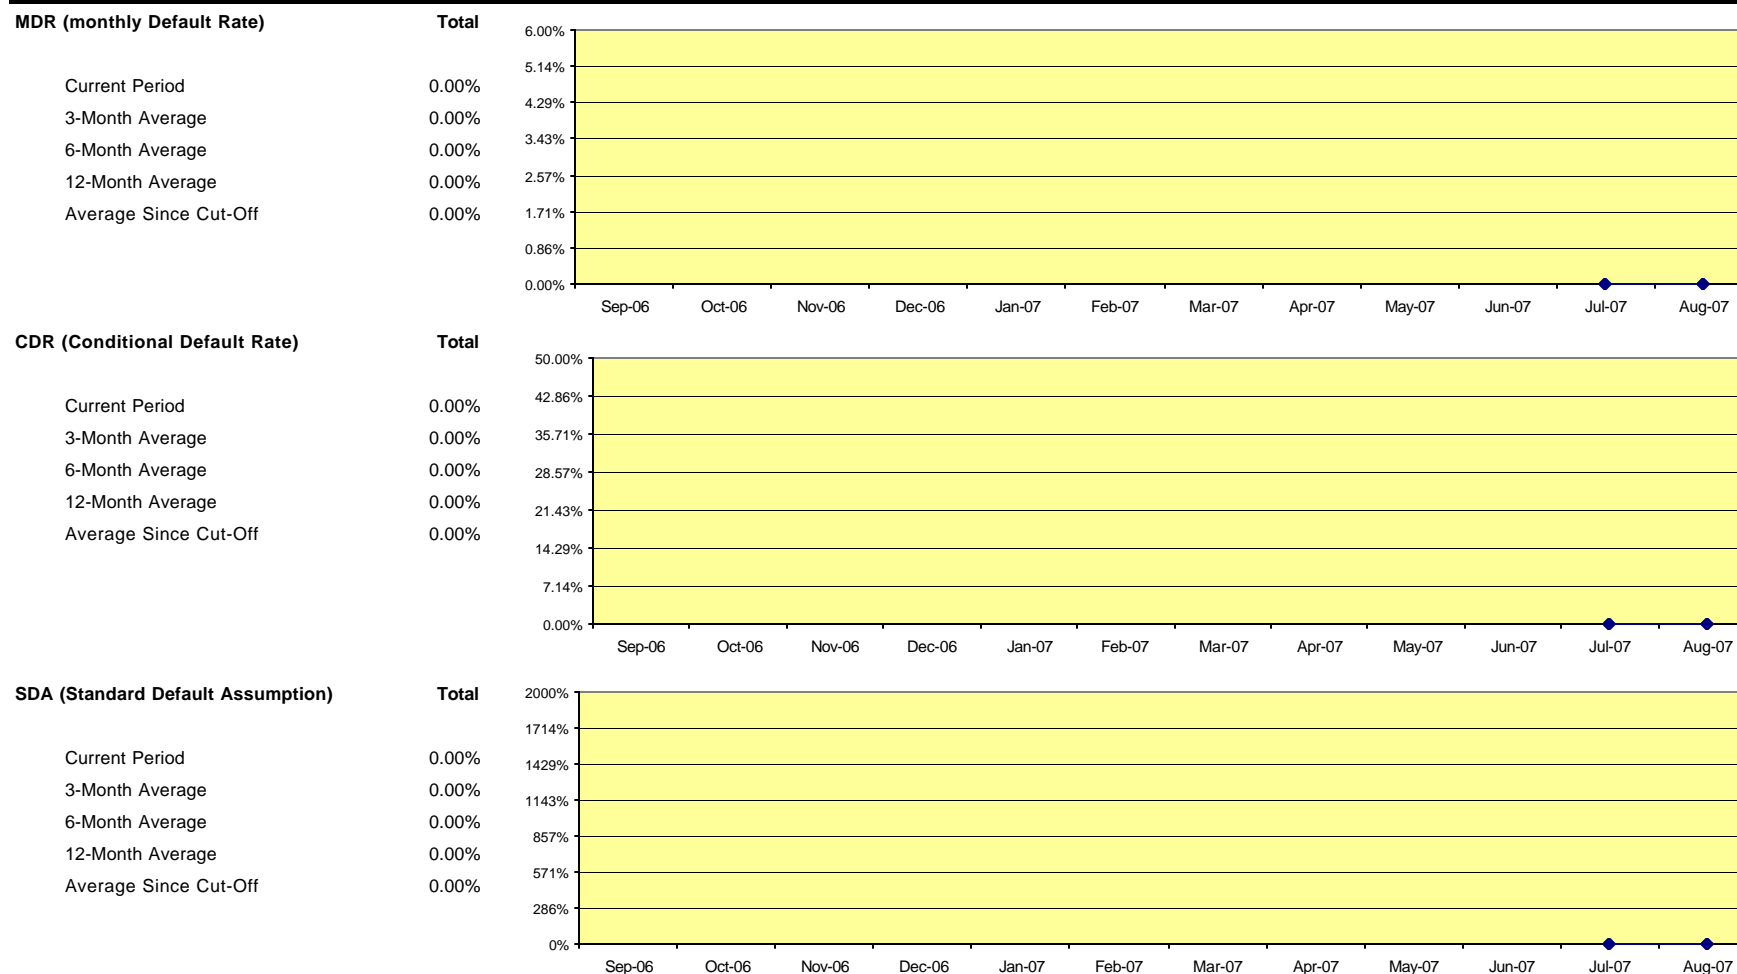 MDR (monthly Default Rate) Total
Current Period 0.00%
3-Month Average 0.00%
6-Month Average 0.00%
12-Month Average 0.00%
Average Since Cut-Off 0.00%
6.00%
5.14%
4.29%
3.43%
2.57%
1.71%
0.86%
0.00%
Sep-06 Oct-06 Nov-06 Dec-06 Jan-07 Feb-07 Mar-07 Apr-07 May-07 Jun-07 Jul-07 Aug-07
CDR (Conditional Default Rate) Total
Current Period 0.00%
3-Month Average 0.00%
6-Month Average 0.00%
12-Month Average 0.00%
Average Since Cut-Off 0.00%
50.00%
42.86%
35.71%
28.57%
21.43%
14.29%
7.14%
0.00%
Sep-06 Oct-06 Nov-06 Dec-06 Jan-07 Feb-07 Mar-07 Apr-07 May-07 Jun-07 Jul-07 Aug-07
SDA (Standard Default Assumption) Total
Current Period 0.00%
3-Month Average 0.00%
6-Month Average 0.00%
12-Month Average 0.00%
Average Since Cut-Off 0.00%
2000%
1714%
1429%
1143%
857%
571%
286%
0%
Sep-06 Oct-06 Nov-06 Dec-06 Jan-07 Feb-07 Mar-07 Apr-07 May-07 Jun-07 Jul-07 Aug-07